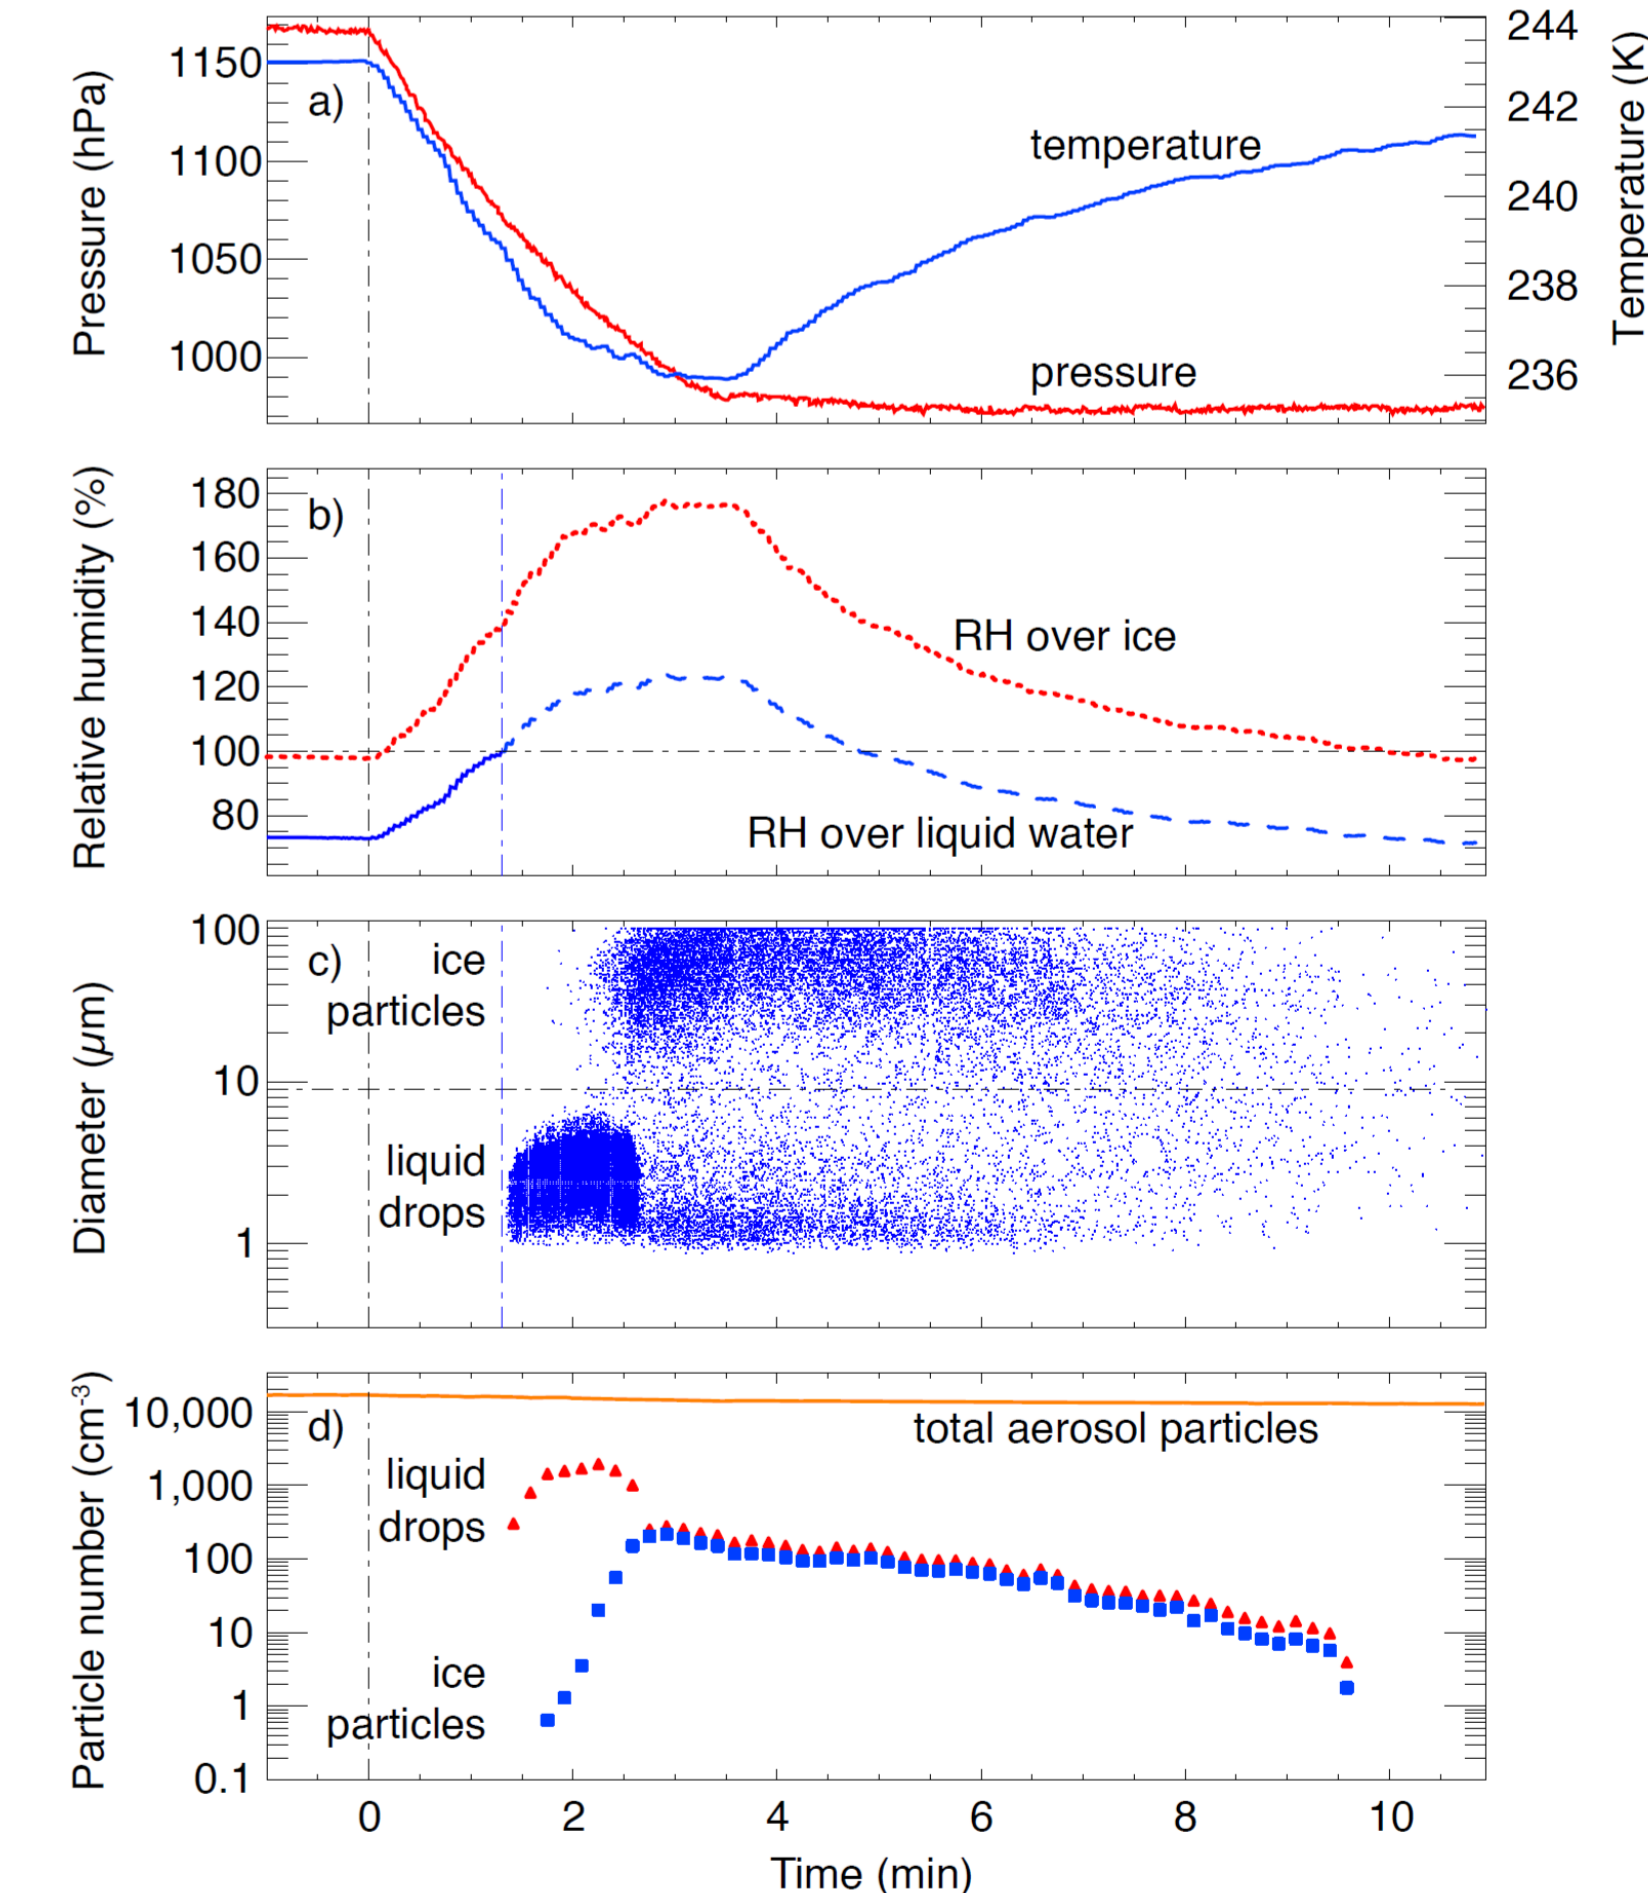 Pressure (hPa)
1150
1100
1050
1000
a)
temperature
pressure
244
242
240
238
236
Temperature (K)
Relative humidity (%)
180
160
140
120
100
80
b)
RH over ice
RH over liquid water
Diameter (µm)
100
10
1
c)
ice
particles
liquid
drops
Particle number (cm-3)
10,000
1,000
100
10
1
0.1
d)
total aerosol particles
liquid
drops
ice
particles
0 2 4 6 8 10
Time (min)